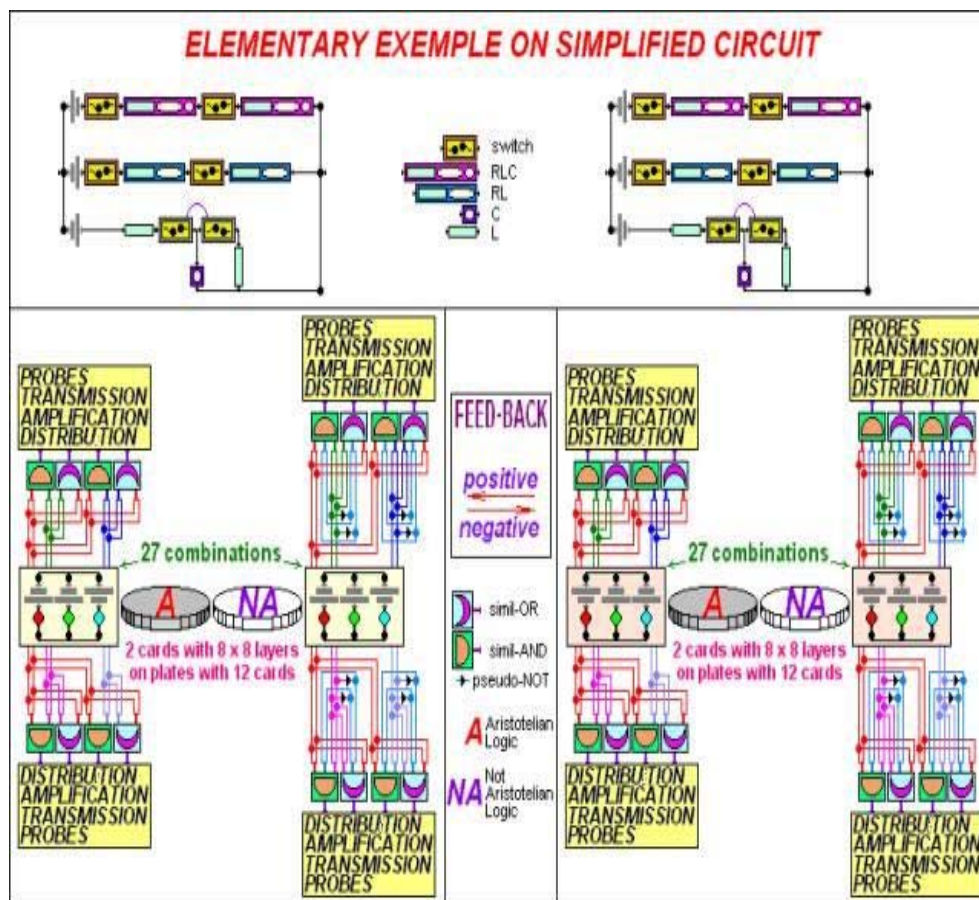 ELEMENTARY EXEMPLE ON SIMPLIFIED CIRCUIT
switch
RLC
RL
C
L
PROBES
TRANSMISSION
AMPLIFICATION
DISTRIBUTION
PROBES
TRANSMISSION
AMPLIFICATION
DISTRIBUTION
27 combinations
A
NA
2 cards with 8 x 8 layers
on plates with 12 cards
DISTRIBUTION
AMPLIFICATION
TRANSMISSION
PROBES
DISTRIBUTION
AMPLIFICATION
TRANSMISSION
PROBES
FEED-BACK
positive
negative
simil-OR
simil-AND
pseudo-NOT
A Aristotelian
Logic
NA Not
Aristotelian
Logic
PROBES
TRANSMISSION
AMPLIFICATION
DISTRIBUTION
PROBES
TRANSMISSION
AMPLIFICATION
DISTRIBUTION
27 combinations
A
NA
2 cards with 8 x 8 layers
on plates with 12 cards
DISTRIBUTION
AMPLIFICATION
TRANSMISSION
PROBES
DISTRIBUTION
AMPLIFICATION
TRANSMISSION
PROBES